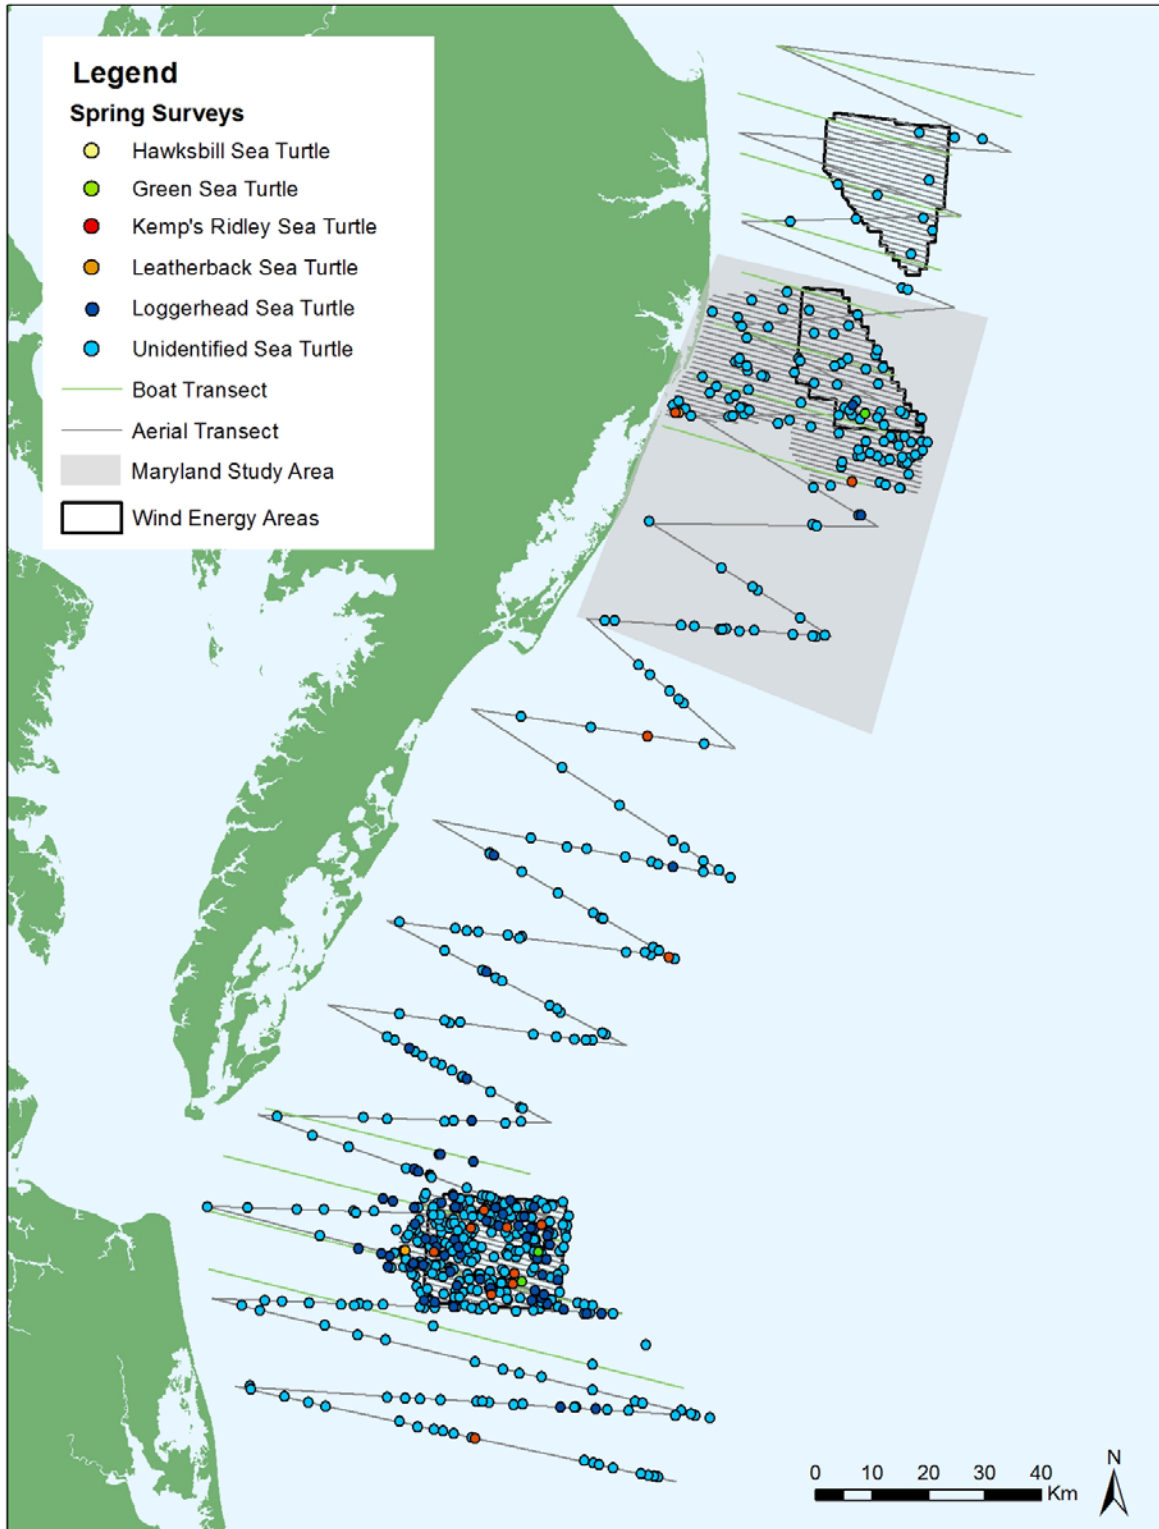 Legend
Spring Surveys
Hawksbill Sea Turtle
Green Sea Turtle
Kemp's Ridley Sea Turtle
Leatherback Sea Turtle
Loggerhead Sea Turtle
Unidentified Sea Turtle
Boat Transect
Aerial Transect
Maryland Study Area
Wind Energy Areas
N
0 10 20 30 40
Km